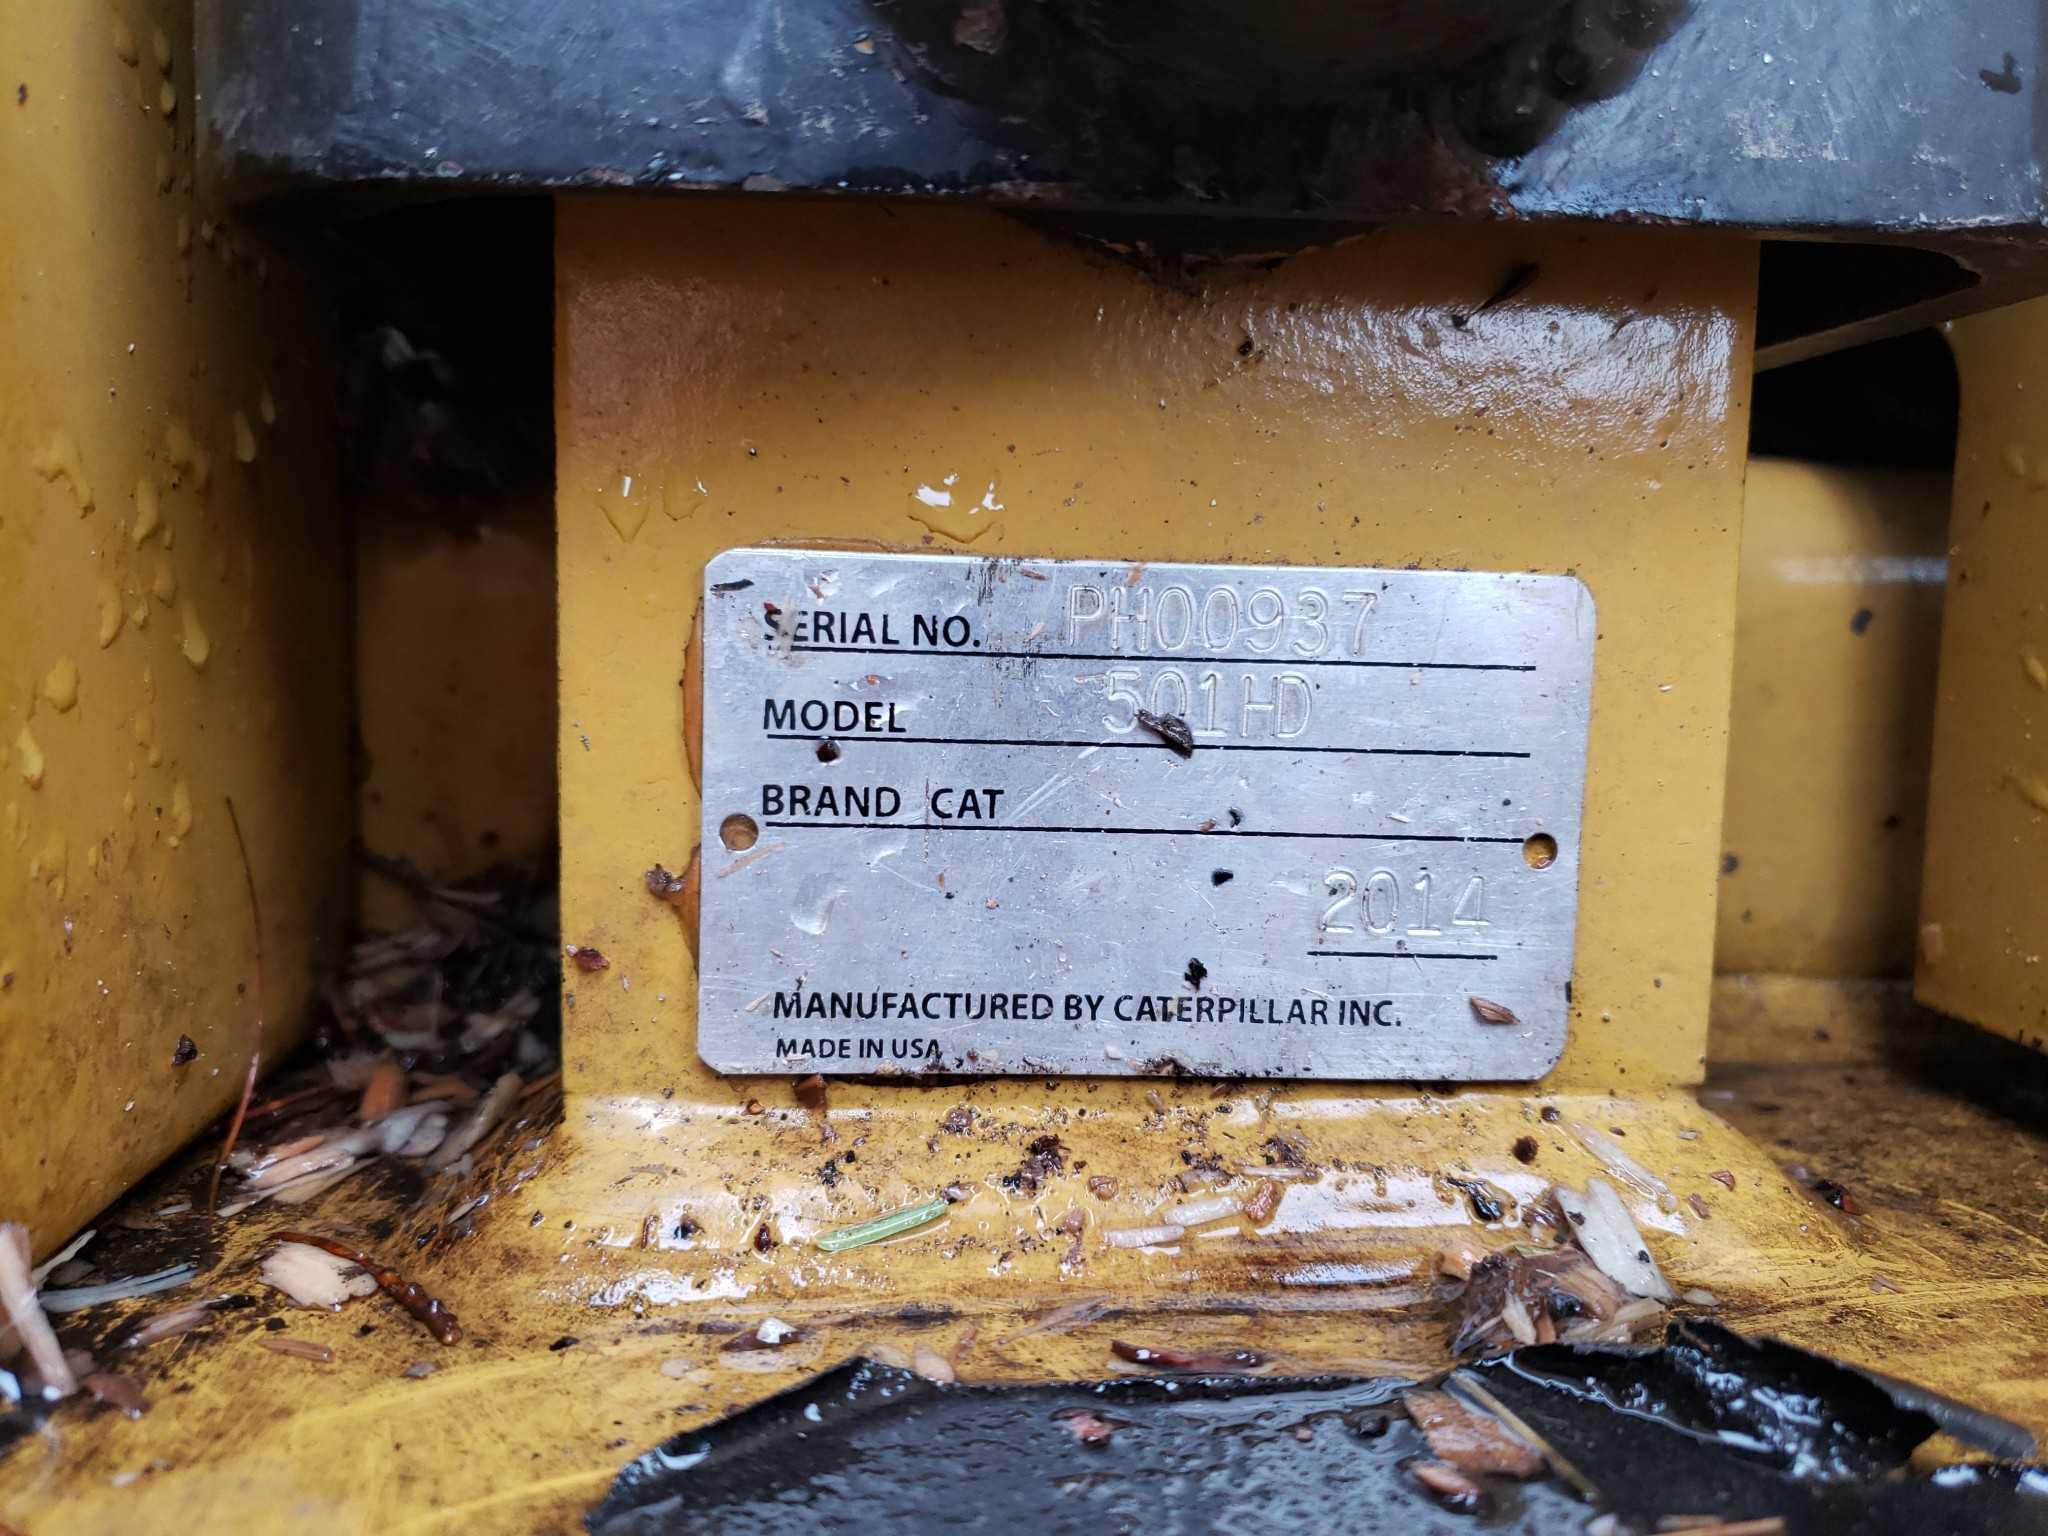 SERIAL NO. PH00937
MODEL 501HD
BRAND CAT
2014
MANUFACTURED BY CATERPILLAR INC.
MADE IN USA